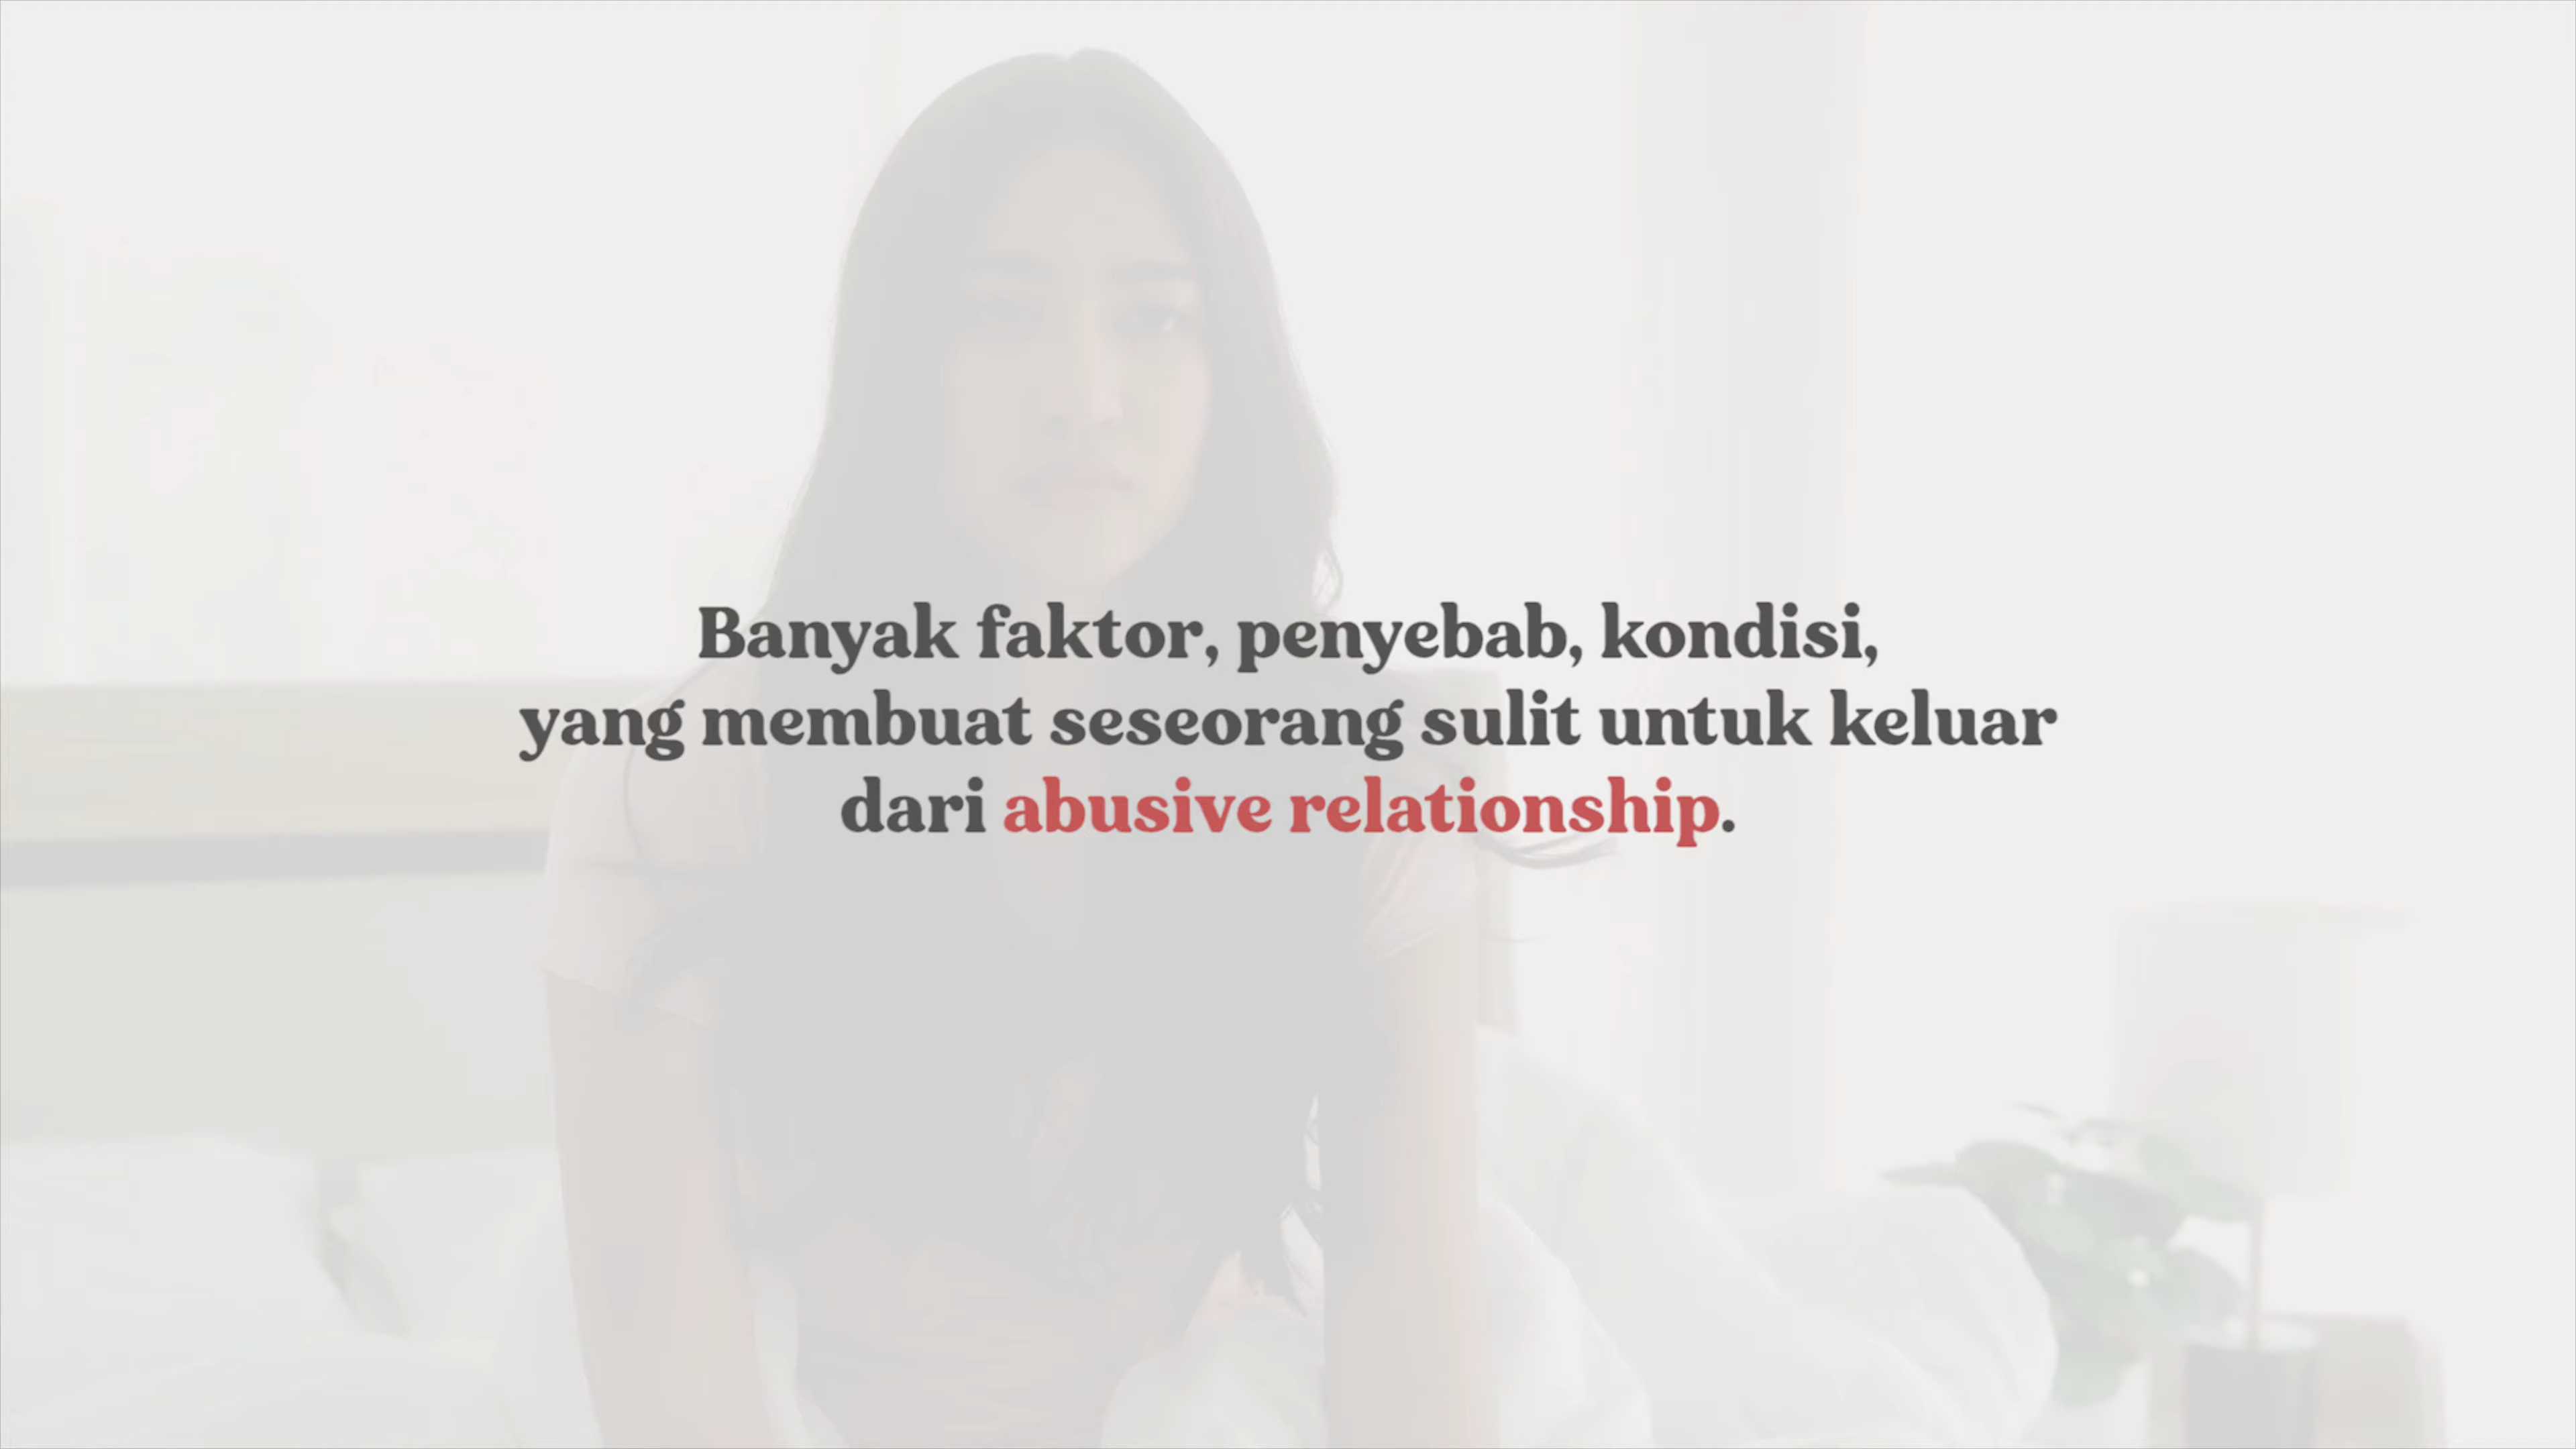 Banyak faktor, penyebab, kondisi,
yang membuat seseorang sulit untuk keluar
dari abusive relationship.